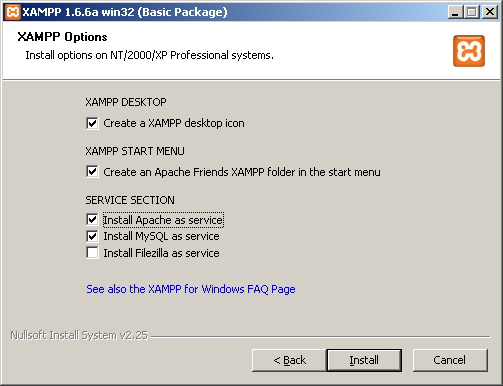 XAMPP 1.6.6a win32 (Basic Package)
XAMPP Options
Install options on NT/2000/XP Professional systems.
XAMPP DESKTOP
Create a XAMPP desktop icon
XAMPP START MENU
Create an Apache Friends XAMPP folder in the start menu
SERVICE SECTION
Install Apache as service
Install MySQL as service
Install Filezilla as service
See also the XAMPP for Windows FAQ Page
Nullsoft Install System v2.25
< Back
Install
Cancel